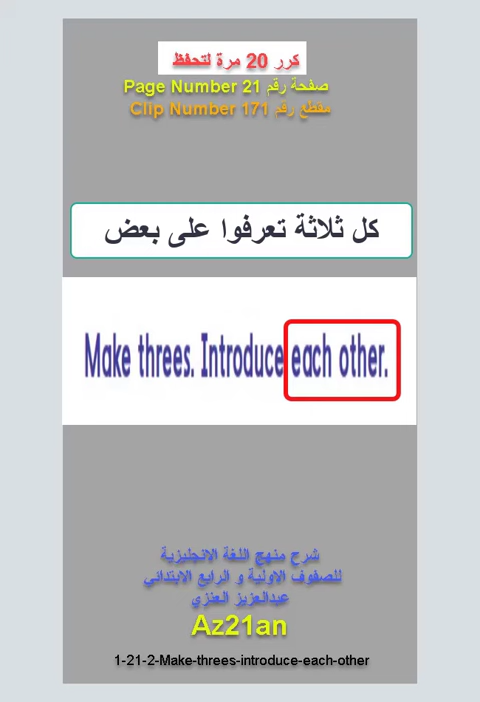 كرر 20 مرة لتحفظ
صفحة رقم 21 Page Number
مقطع رقم 171 Clip Number
كل ثلاثة تعرفوا على بعض
Make threes. Introduce each other.
شرح منهج اللغة الانجليزية
للصفوف الاولية و الرابع الابتدائي
عبدالعزيز العنزي
Az21an
1-21-2-Make-threes-introduce-each-other